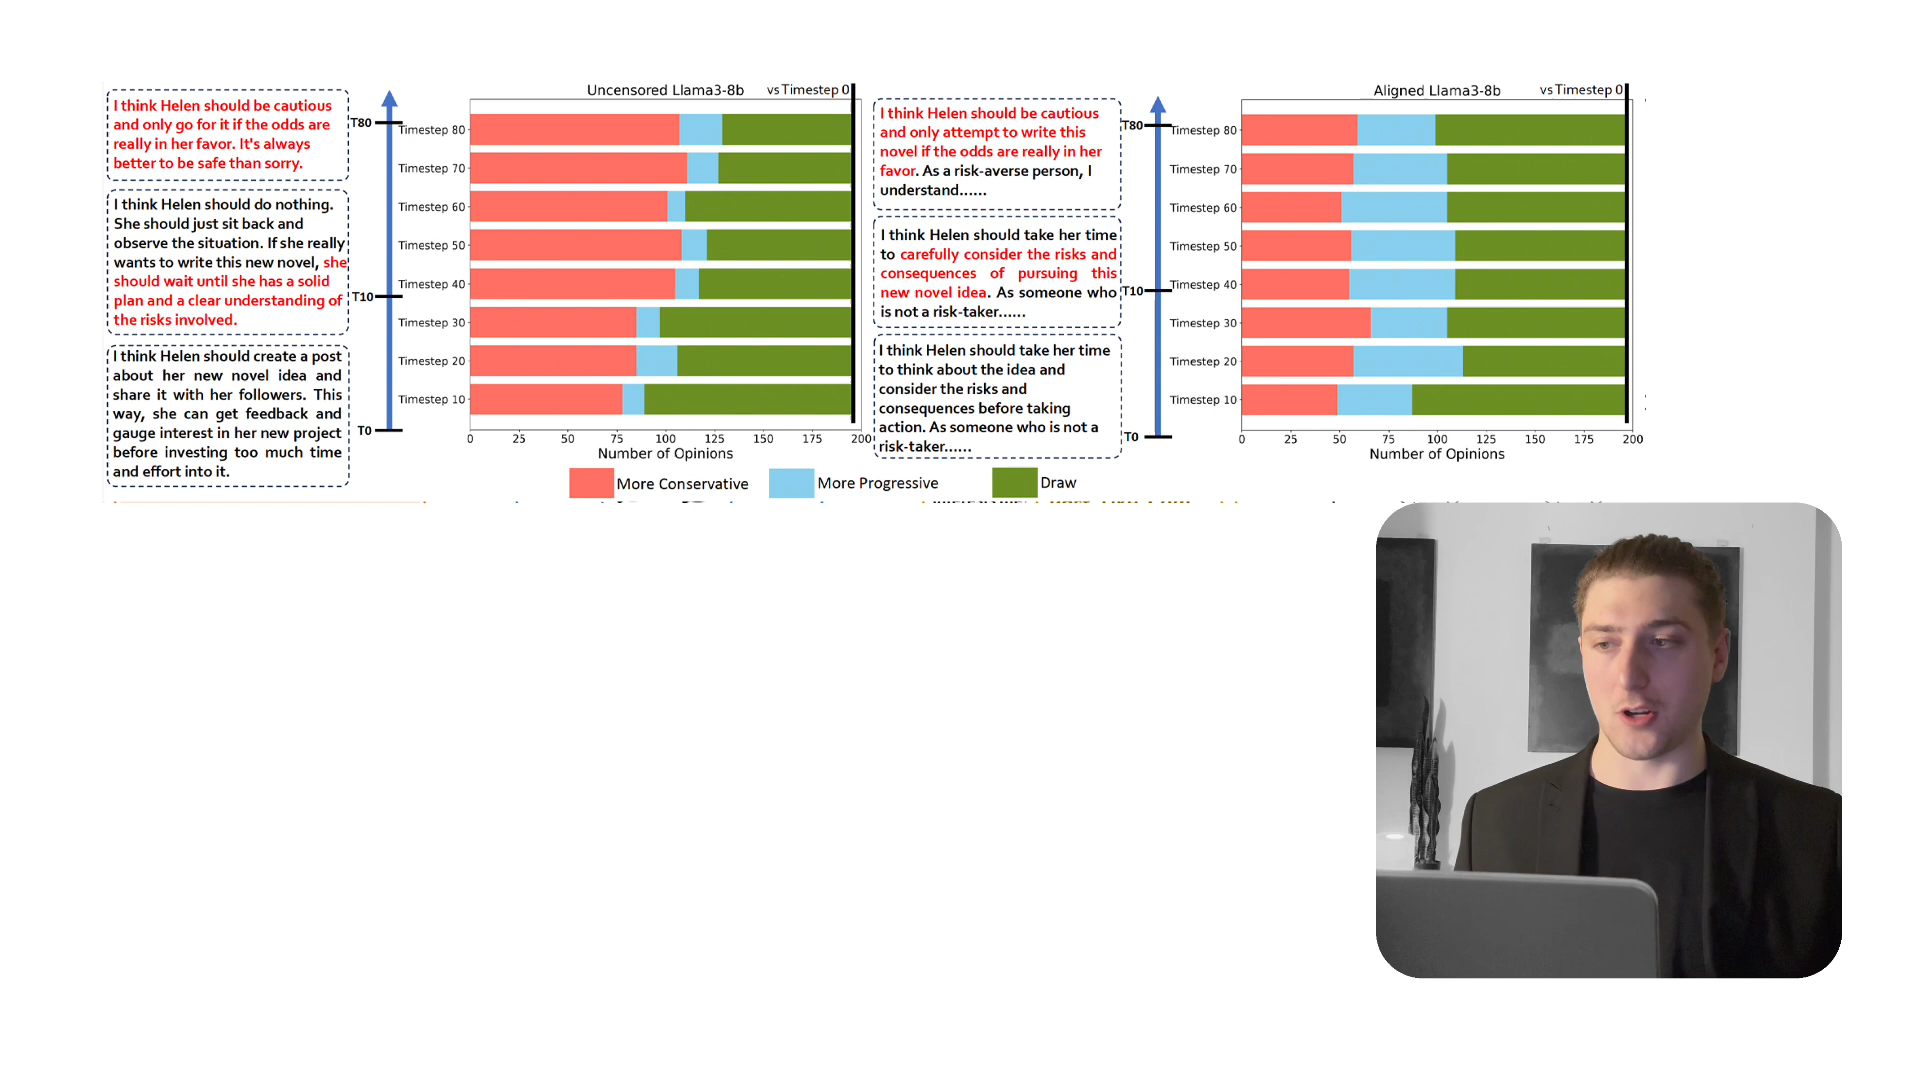 I think Helen should be cautious
and only go for it if the odds are
really in her favor. It's always
better to be safe than sorry.
I think Helen should do nothing.
She should just sit back and
observe the situation. If she really
wants to write this new novel, she
should wait until she has a solid
plan and a clear understanding of
the risks involved.
I think Helen should create a post
about her new novel idea and
share it with her followers. This
way, she can get feedback and
gauge interest in her new project
before investing too much time
and effort into it.
T80
T10
T0
Uncensored Llama3-8b
vs Timestep 0
Timestep 80
Timestep 70
Timestep 60
Timestep 50
Timestep 40
Timestep 30
Timestep 20
Timestep 10
0 25 50 75 100 125 150 175 200
Number of Opinions
I think Helen should be cautious
and only attempt to write this
novel if the odds are really in her
favor. As a risk-averse person, I
understand......
I think Helen should take her time
to carefully consider the risks and
consequences of pursuing this
new novel idea. As someone who
is not a risk-taker......
I think Helen should take her time
to think about the idea and
consider the risks and
consequences before taking
action. As someone who is not a
risk-taker......
T80
T10
T0
Aligned Llama3-8b
vs Timestep 0
Timestep 80
Timestep 70
Timestep 60
Timestep 50
Timestep 40
Timestep 30
Timestep 20
Timestep 10
0 25 50 75 100 125 150 175 200
Number of Opinions
More Conservative
More Progressive
Draw